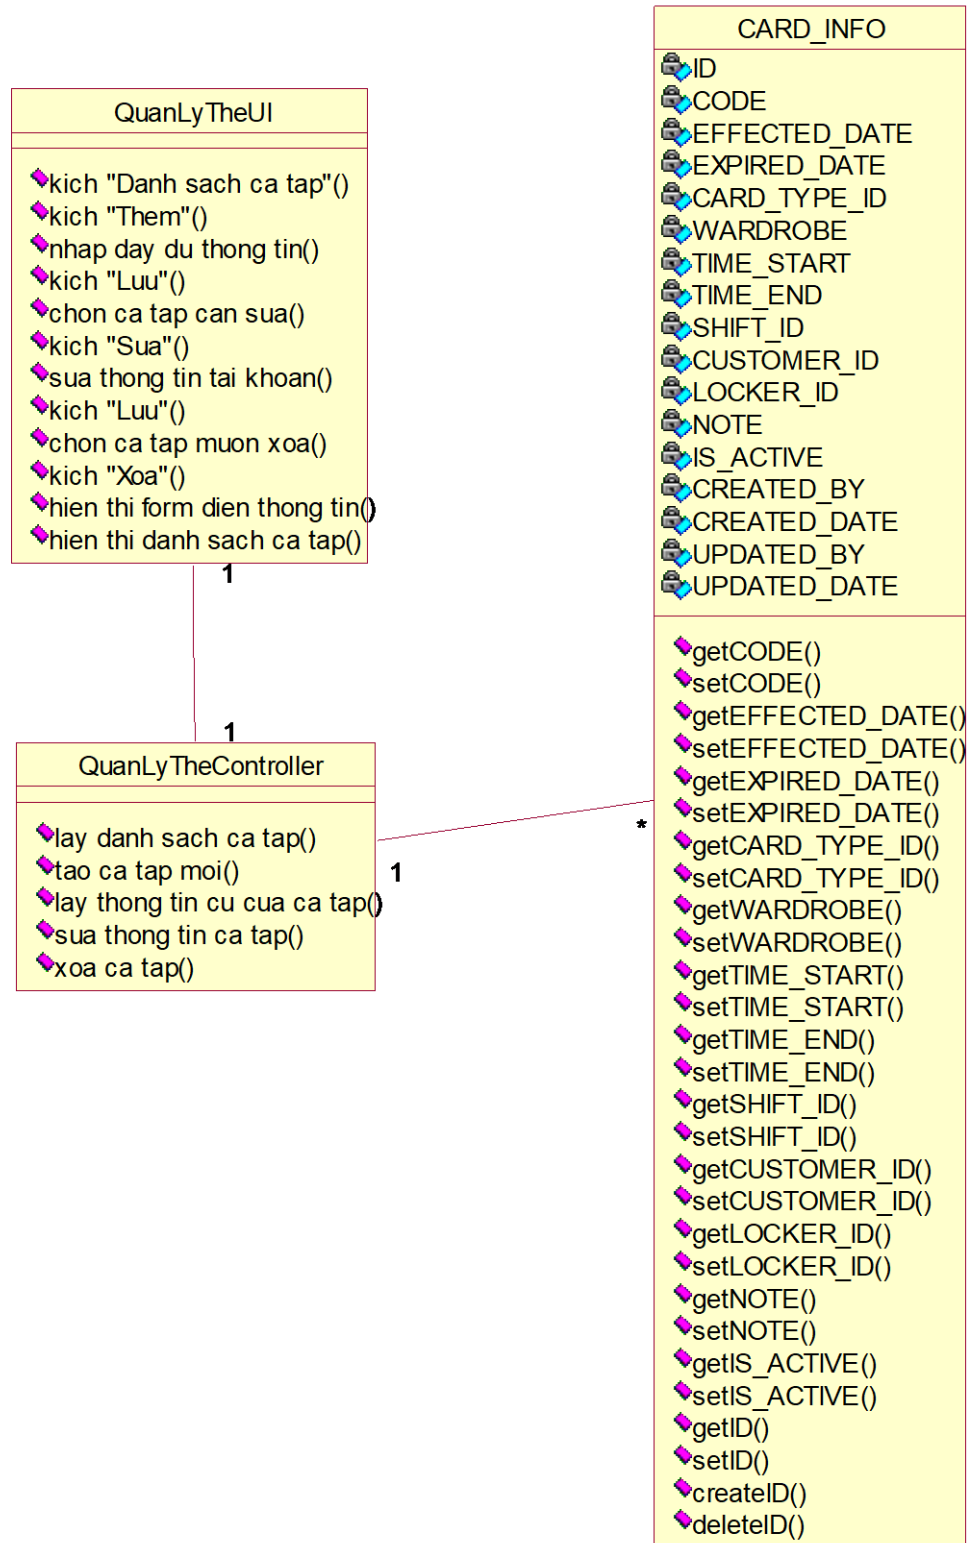 QuanLyTheUI
kich "Danh sach ca tap"()
kich "Them"()
nhap day du thong tin()
kich "Luu"()
chon ca tap can sua()
kich "Sua"()
sua thong tin tai khoan()
kich "Luu"()
chon ca tap muon xoa()
kich "Xoa"()
hien thi form dien thong tin()
hien thi danh sach ca tap()
1
1
QuanLyTheController
lay danh sach ca tap()
tao ca tap moi()
lay thong tin cu cua ca tap()
sua thong tin ca tap()
xoa ca tap()
1
*
CARD_INFO
ID
CODE
EFFECTED_DATE
EXPIRED_DATE
CARD_TYPE_ID
WARDROBE
TIME_START
TIME_END
SHIFT_ID
CUSTOMER_ID
LOCKER_ID
NOTE
IS_ACTIVE
CREATED_BY
CREATED_DATE
UPDATED_BY
UPDATED_DATE
getCODE()
setCODE()
getEFFECTED_DATE()
setEFFECTED_DATE()
getEXPIRED_DATE()
setEXPIRED_DATE()
getCARD_TYPE_ID()
setCARD_TYPE_ID()
getWARDROBE()
setWARDROBE()
getTIME_START()
setTIME_START()
getTIME_END()
setTIME_END()
getSHIFT_ID()
setSHIFT_ID()
getCUSTOMER_ID()
setCUSTOMER_ID()
getLOCKER_ID()
setLOCKER_ID()
getNOTE()
setNOTE()
getIS_ACTIVE()
setIS_ACTIVE()
getID()
setID()
createID()
deleteID()